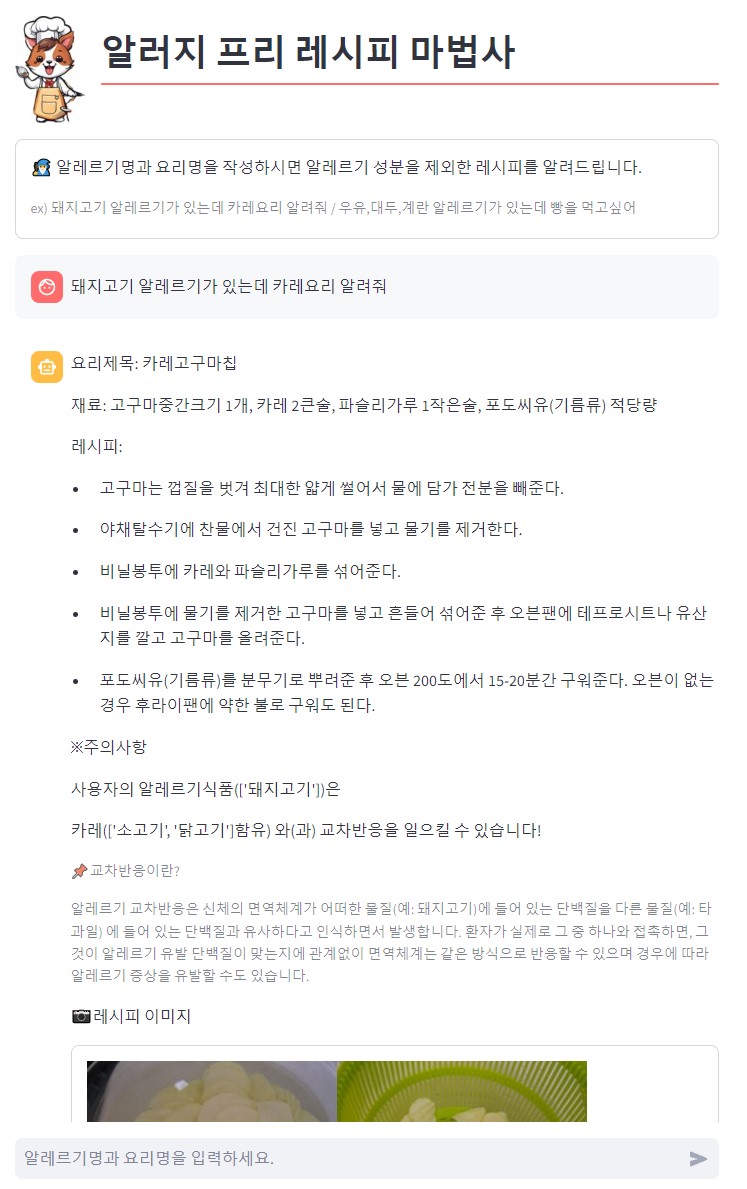 알러지 프리 레시피 마법사
알레르기명과 요리명을 작성하시면 알레르기 성분을 제외한 레시피를 알려드립니다.
ex) 돼지고기 알레르기가 있는데 카레요리 알려줘 / 우유,대두,계란 알레르기가 있는데 빵을 먹고싶어
돼지고기 알레르기가 있는데 카레요리 알려줘
요리제목: 카레고구마칩
재료: 고구마중간크기 1개, 카레 2큰술, 파슬리가루 1작은술, 포도씨유(기름류) 적당량
레시피:
• 고구마는 껍질을 벗겨 최대한 얇게 썰어서 물에 담가 전분을 빼준다.
• 야채탈수기에 찬물에서 건진 고구마를 넣고 물기를 제거한다.
• 비닐봉투에 카레와 파슬리가루를 섞어준다.
• 비닐봉투에 물기를 제거한 고구마를 넣고 흔들어 섞어준 후 오븐팬에 테프로시트나 유산
지를 깔고 고구마를 올려준다.
• 포도씨유(기름류)를 분무기로 뿌려준 후 오븐 200도에서 15-20분간 구워준다. 오븐이 없는
경우 후라이팬에 약한 불로 구워도 된다.
※주의사항
사용자의 알레르기식품(['돼지고기'])은
카레(['소고기', '닭고기']함유) 와(과) 교차반응을 일으킬 수 있습니다!
📌교차반응이란?
알레르기 교차반응은 신체의 면역체계가 어떠한 물질(예: 돼지고기)에 들어 있는 단백질을 다른 물질(예: 타
과일) 에 들어 있는 단백질과 유사하다고 인식하면서 발생합니다. 환자가 실제로 그 중 하나와 접촉하면, 그
것이 알레르기 유발 단백질이 맞는지에 관계없이 면역체계는 같은 방식으로 반응할 수 있으며 경우에 따라
알레르기 증상을 유발할 수도 있습니다.
📷레시피 이미지
알레르기명과 요리명을 입력하세요.